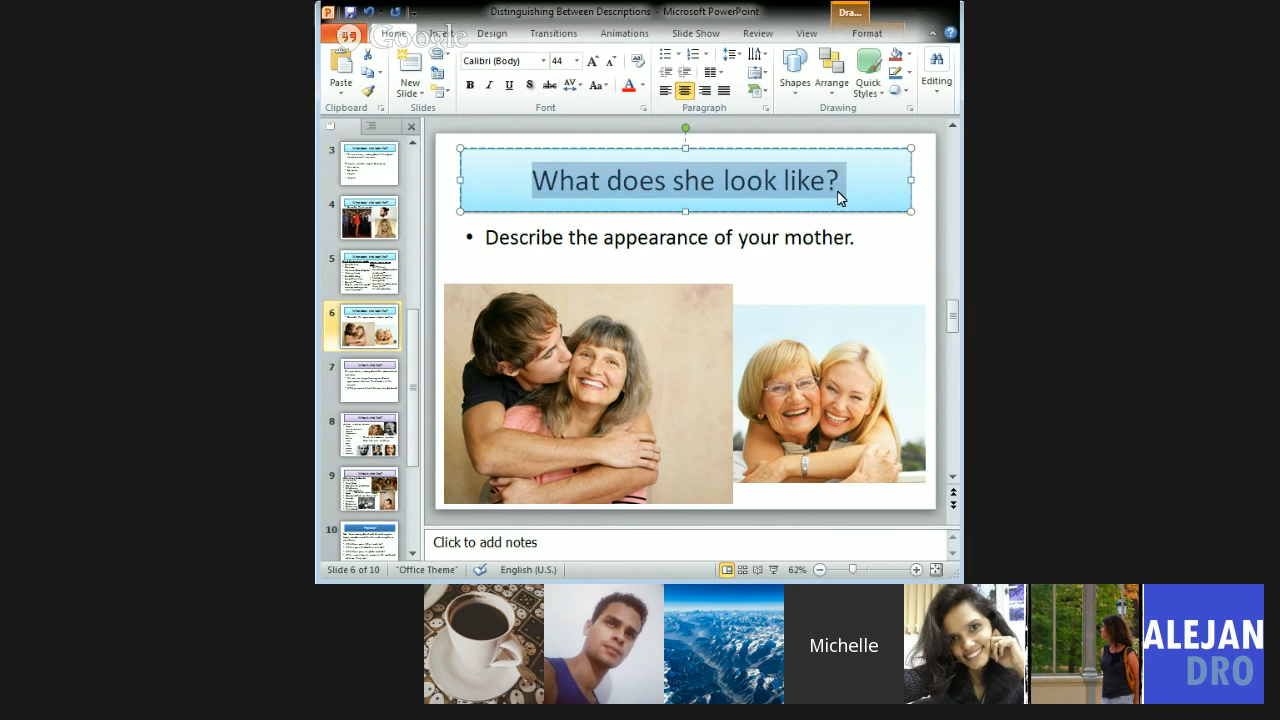 Distinguishing Between Descriptions - Microsoft PowerPoint
Dra...
Google
Home
Design
Transitions
Animations
Slide Show
Review
View
Format
Paste
New
Slide
Calibri (Body)
44
Shapes
Arrange
Quick
Styles
Editing
Clipboard
Slides
Font
Paragraph
Drawing
3
4
5
6
7
8
9
10
What does she look like?
• Describe the appearance of your mother.
Click to add notes
Slide 6 of 10
"Office Theme"
English (U.S.)
62%
Michelle
ALEJAN
DRO